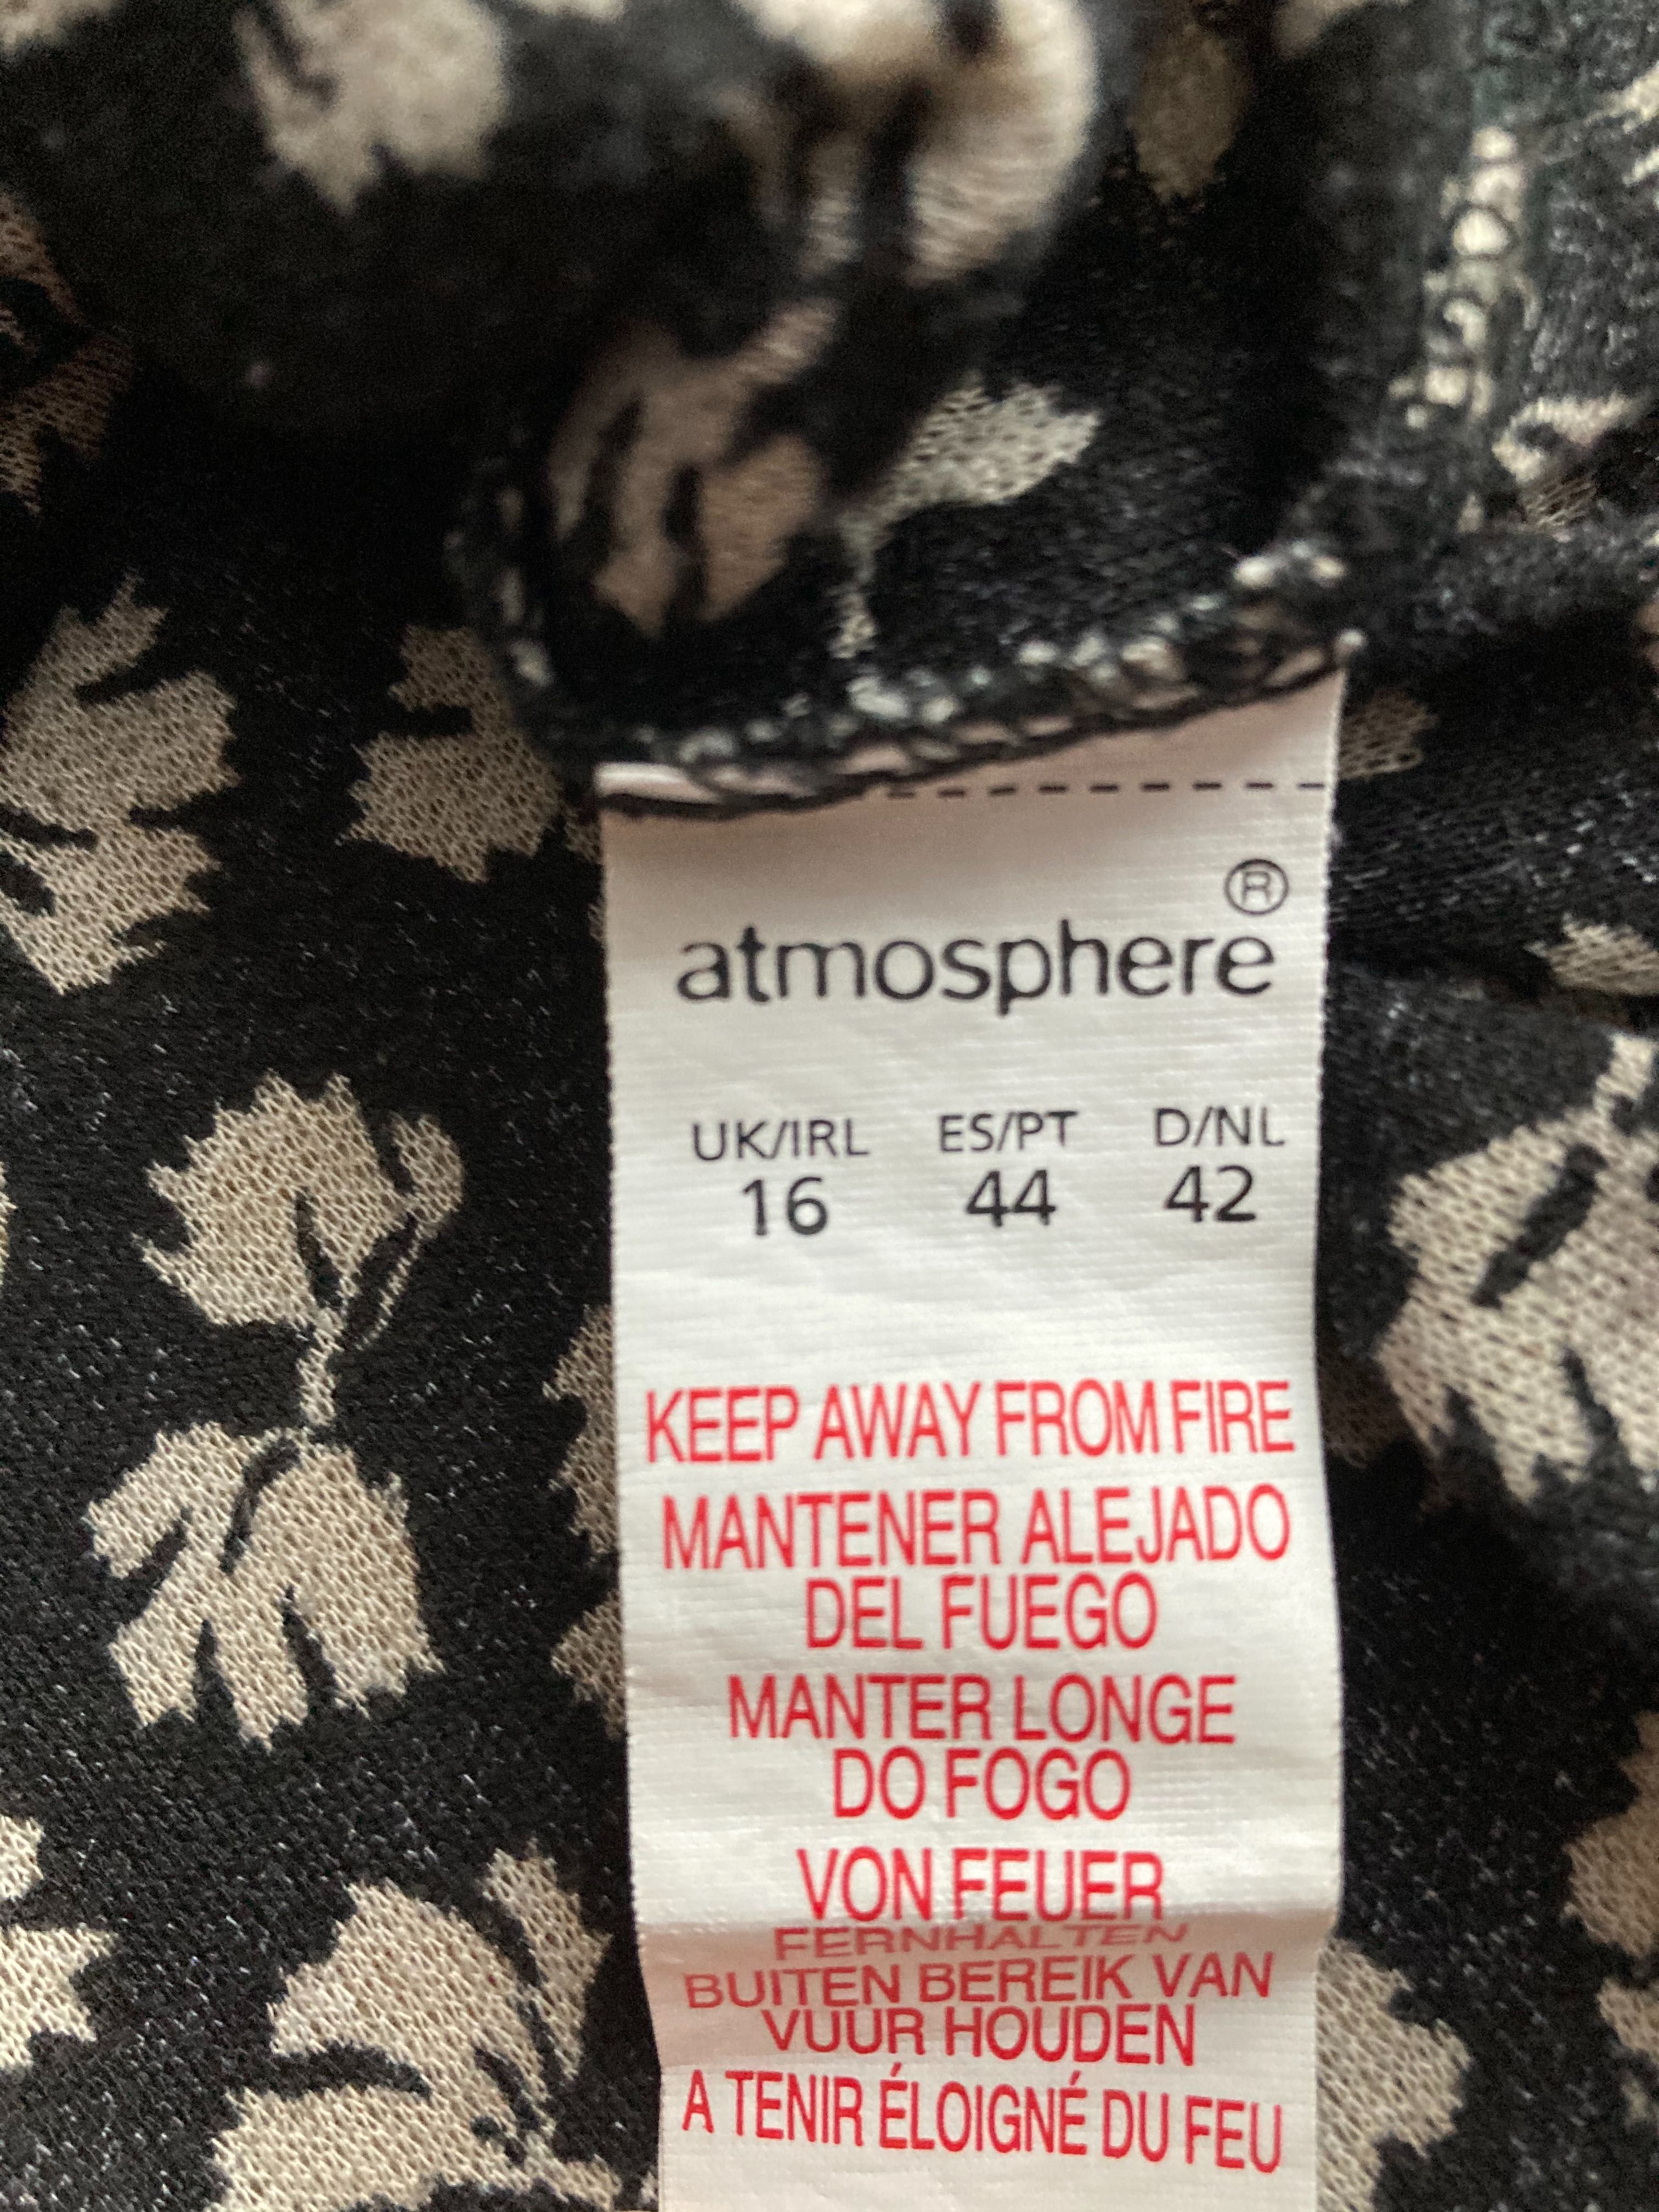 ®
atmosphere
UK/IRL ES/PT D/NL
16 44 42
KEEP AWAY FROM FIRE
MANTENER ALEJADO
DEL FUEGO
MANTER LONGE
DO FOGO
VON FEUER
FERNHALTEN
BUITEN BEREIK VAN
VUUR HOUDEN
A TENIR ÉLOIGNÉ DU FEU